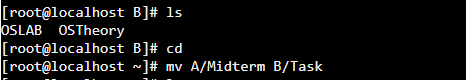 [root@localhost B]# ls
OSLAB  OSTheory
[root@localhost B]# cd
[root@localhost ~]# mv A/Midterm B/Task